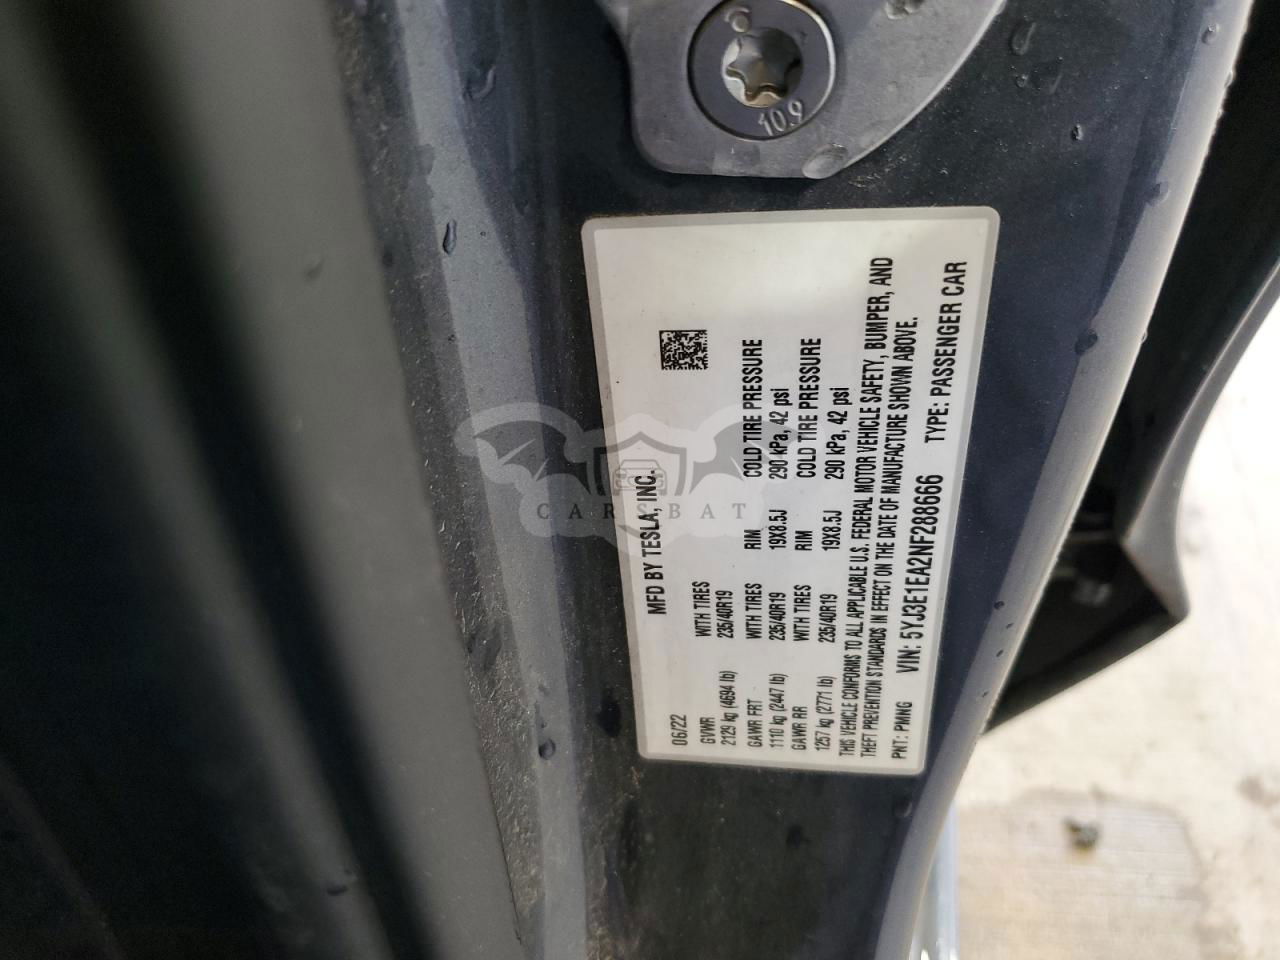 10.9
MFD BY TESLA, INC.
06/22
GVWR
2129 kg (4694 lb)
WITH TIRES
235/40R19
GAWR FRT
WITH TIRES
RIM
COLD TIRE PRESSURE
1110 kg (2447 lb)
235/40R19
19X8.5J
290 kPa, 42 psi
GAWR RR
WITH TIRES
RIM
COLD TIRE PRESSURE
1257 kg (2771 lb)
235/40R19
19X8.5J
290 kPa, 42 psi
THIS VEHICLE CONFORMS TO ALL APPLICABLE U.S. FEDERAL MOTOR VEHICLE SAFETY, BUMPER, AND
THEFT PREVENTION STANDARDS IN EFFECT ON THE DATE OF MANUFACTURE SHOWN ABOVE.
PNT: PMNG VIN: 5YJ3E1EA2NF288666 TYPE: PASSENGER CAR
CARSBAT